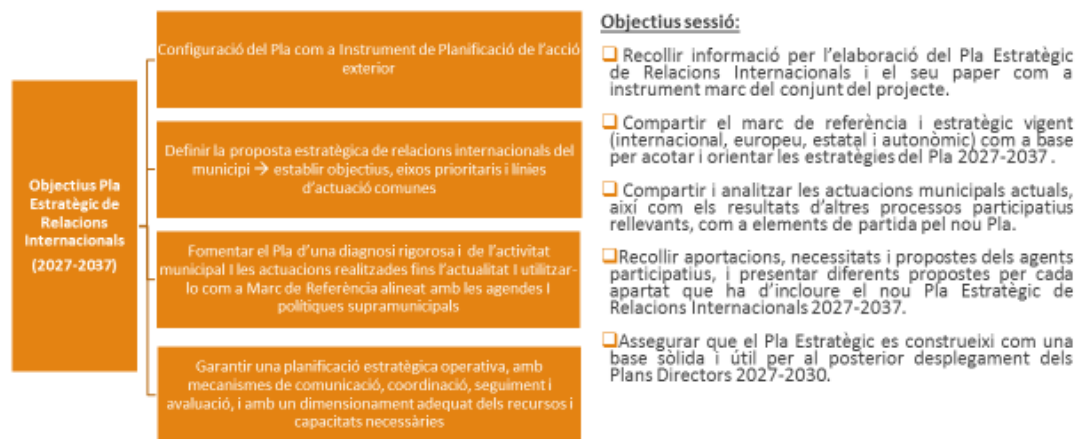 Objectius Pla
Estratègic de
Relacions
Internacionals
(2027-2037)
Configuració del Pla com a Instrument de Planificació de l'acció
exterior
Definir la proposta estratègica de relacions internacionals del
municipi → establir objectius, eixos prioritaris i línies
d'actuació comunes
Fomentar el Pla d'una diagnosi rigorosa i de l'activitat
municipal I les actuacions realitzades fins l'actualitat I utilitzar-
lo com a Marc de Referència alineat amb les agendes I
polítiques supramunicipals
Garantir una planificació estratègica operativa, amb
mecanismes de comunicació, coordinació, seguiment i
avaluació, i amb un dimensionament adequat dels recursos i
capacitats necessàries
Objectius sessió:
❑ Recollir informació per l'elaboració del Pla Estratègic
de Relacions Internacionals i el seu paper com a
instrument marc del conjunt del projecte.
❑ Compartir el marc de referència i estratègic vigent
(internacional, europeu, estatal i autonòmic) com a base
per acotar i orientar les estratègies del Pla 2027-2037 .
❑ Compartir i analitzar les actuacions municipals actuals,
així com els resultats d'altres processos participatius
rellevants, com a elements de partida pel nou Pla.
❑Recollir aportacions, necessitats i propostes dels agents
participatius, i presentar diferents propostes per cada
apartat que ha d'incloure el nou Pla Estratègic de
Relacions Internacionals 2027-2037.
❑Assegurar que el Pla Estratègic es construeixi com una
base sòlida i útil per al posterior desplegament dels
Plans Directors 2027-2030.